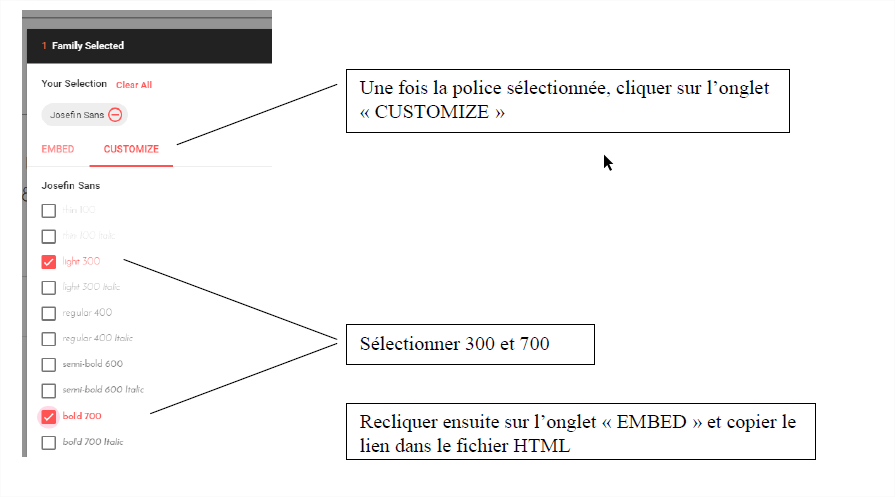 1 Family Selected
Your Selection Clear All
Josefin Sans
EMBED CUSTOMIZE
Josefin Sans
thin 100
thin 100 Italic
light 300
light 300 Italic
regular 400
regular 400 Italic
semi-bold 600
semi-bold 600 Italic
bold 700
bold 700 Italic
Une fois la police sélectionnée, cliquer sur l’onglet
« CUSTOMIZE »
Sélectionner 300 et 700
Recliquer ensuite sur l’onglet « EMBED » et copier le
lien dans le fichier HTML